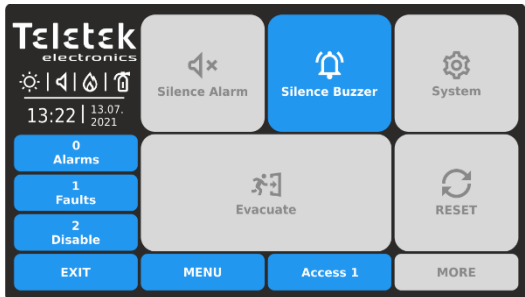 Teletek
electronics
13:22 | 13.07.
2021
Silence Alarm
Silence Buzzer
System
0
Alarms
1
Faults
2
Disable
Evacuate
RESET
EXIT
MENU
Access 1
MORE